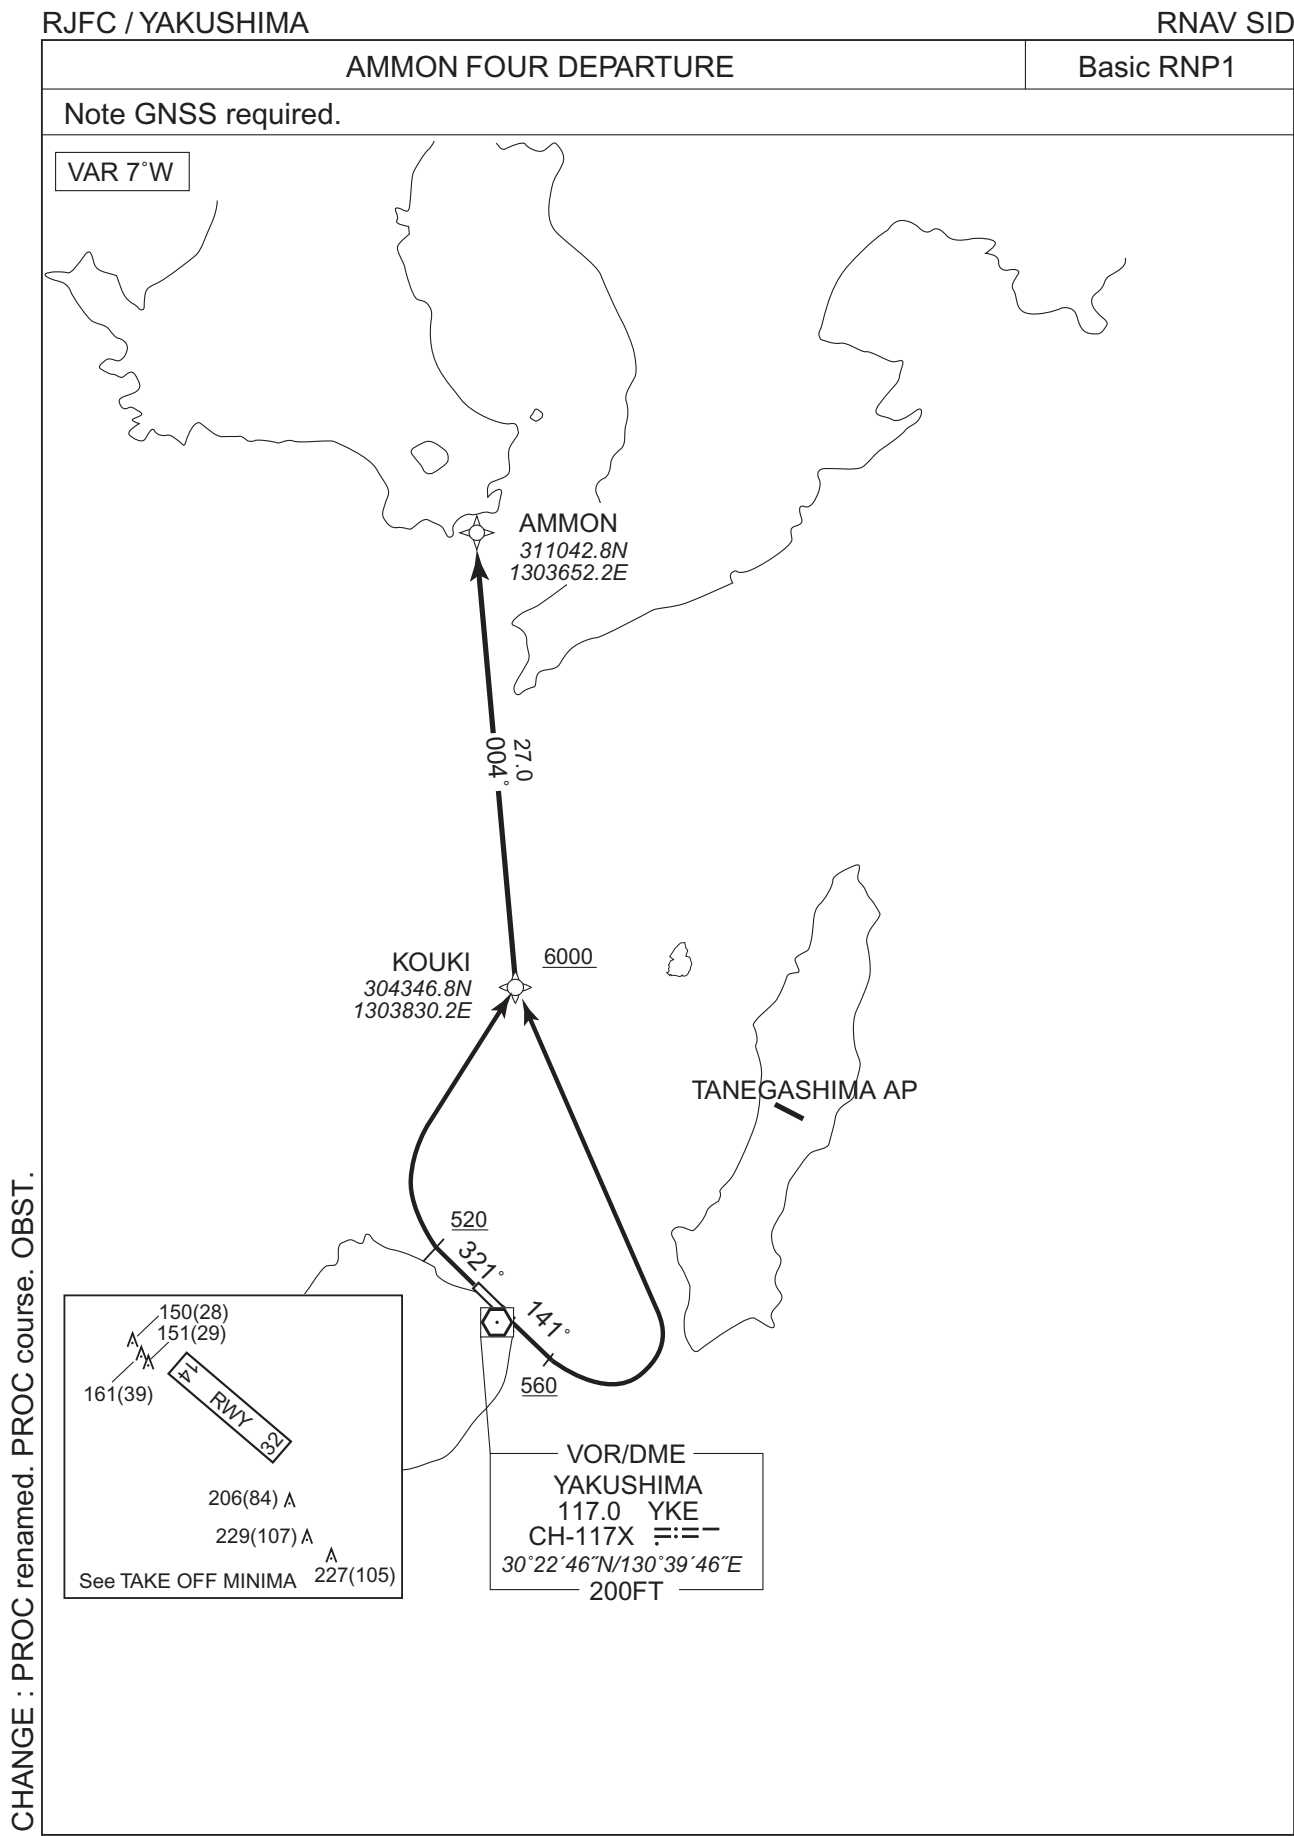 RJFC / YAKUSHIMA
RNAV SID
AMMON FOUR DEPARTURE
Basic RNP1
Note GNSS required.
VAR 7˚W
AMMON
311042.8N
1303652.2E
27.0
004˚
KOUKI
304346.8N
1303830.2E
6000
TANEGASHIMA AP
520
321˚
141˚
560
150(28)
151(29)
161(39)
14
RWY
32
206(84)
229(107)
227(105)
See TAKE OFF MINIMA
VOR/DME
YAKUSHIMA
117.0 YKE
CH-117X
30˚22´46˝N/130˚39´46˝E
200FT
CHANGE : PROC renamed. PROC course. OBST.